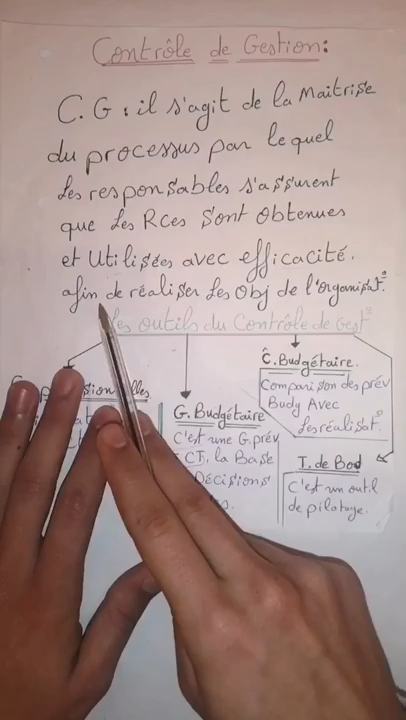 Contrôle de Gestion:
C.G: il s'agit de la Maitrise
du processus par lequel
les responsables s'assurent
que les Rces sont obtenues
et Utilisées avec efficacité.
afin de réaliser les Obj de l'organisat°.
les outils du Contrôle de Gest°
C. Budgétaire.
Comparison des prév
Budg Avec
les réalisat°
G. Budgétaire
C'est une G. prév
CT, la Base
Décisions
T. de Bod
C'est un outil
de pilotage.